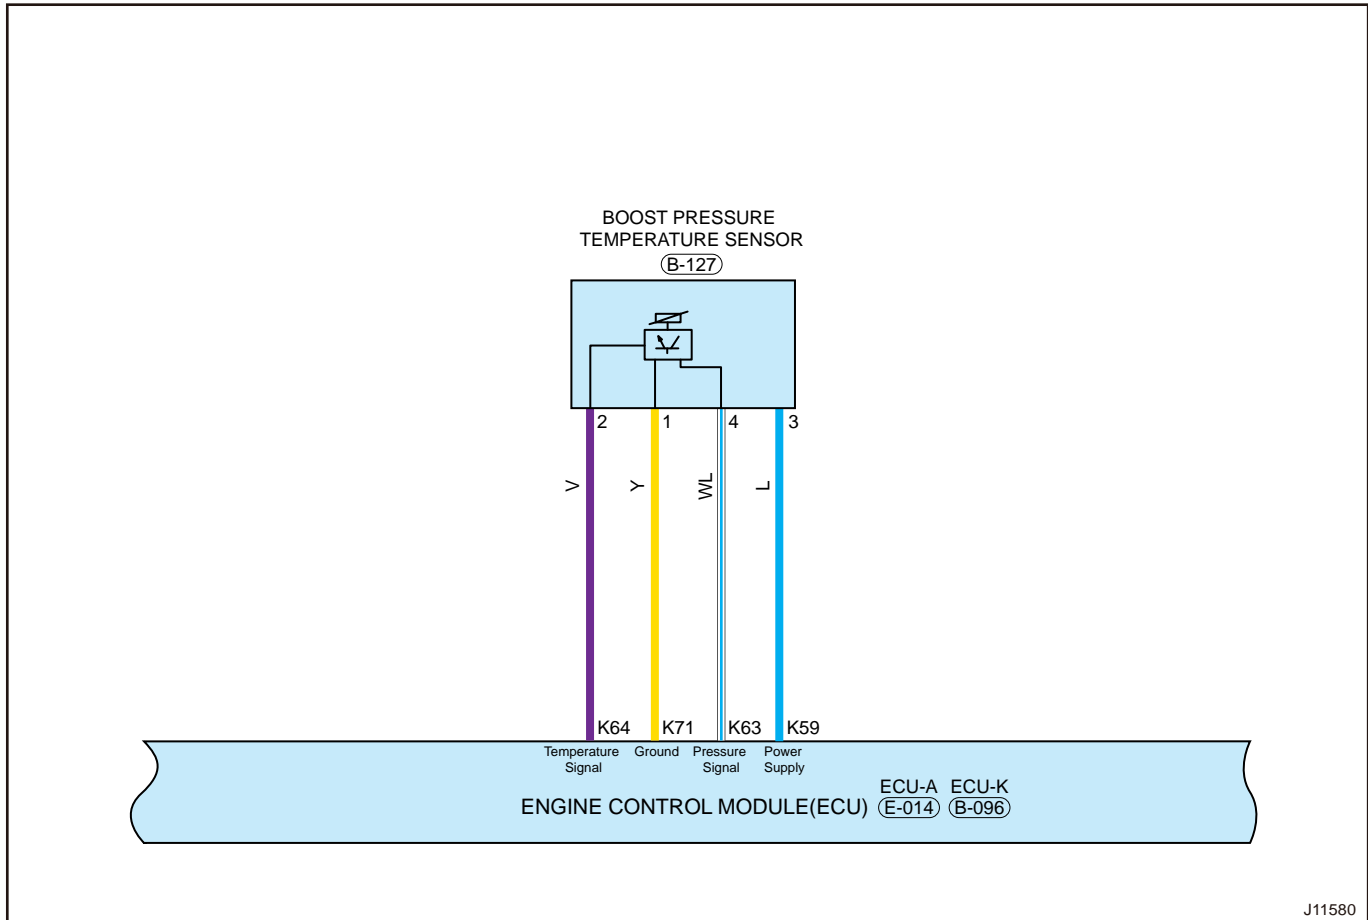 BOOST PRESSURE
TEMPERATURE SENSOR
B-127
2 1 4 3
V Y WL L
K64 K71 K63 K59
Temperature Signal
Ground
Pressure Signal
Power Supply
ENGINE CONTROL MODULE(ECU)
ECU-A ECU-K
E-014 B-096
J11580